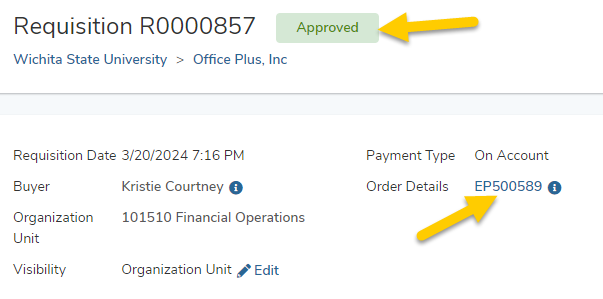 Requisition R0000857 Approved
Wichita State University > Office Plus, Inc
Requisition Date 3/20/2024 7:16 PM
Payment Type On Account
Buyer Kristie Courtney
Order Details EP500589
Organization Unit 101510 Financial Operations
Visibility Organization Unit Edit